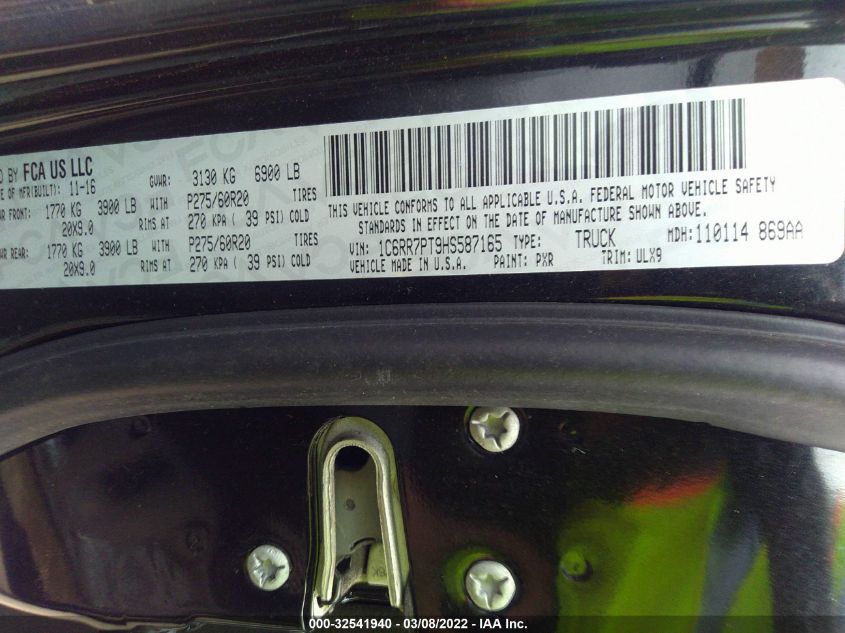 D BY FCA US LLC
E OF MFR(BUILT): 11-16 GVWR: 3130 KG 6900 LB
FRONT: 1770 KG 3900 LB WITH P275/60R20 TIRES
20X9.0 RIMS AT 270 KPA ( 39 PSI) COLD
REAR: 1770 KG 3900 LB WITH P275/60R20 TIRES
20X9.0 RIMS AT 270 KPA ( 39 PSI) COLD
THIS VEHICLE CONFORMS TO ALL APPLICABLE U.S.A. FEDERAL MOTOR VEHICLE SAFETY
STANDARDS IN EFFECT ON THE DATE OF MANUFACTURE SHOWN ABOVE.
VIN: 1C6RR7PT9HS587165 TYPE: TRUCK MDH: 110114 869AA
VEHICLE MADE IN U.S.A. PAINT: PXR TRIM: ULX9
000-32541940 - 03/08/2022 - IAA Inc.